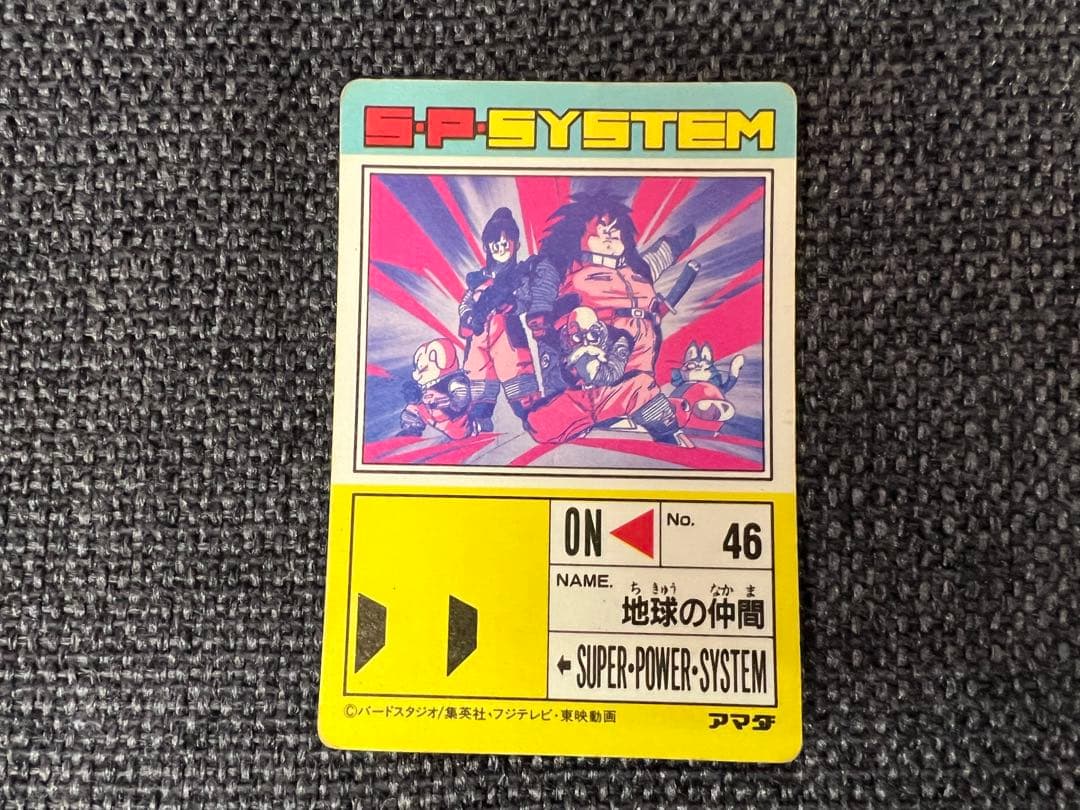 S・P・SYSTEM
ON
No. 46
NAME.
ちきゅう なかま
地球の仲間
SUPER・POWER・SYSTEM
©バードスタジオ/集英社・フジテレビ・東映動画
アマダ